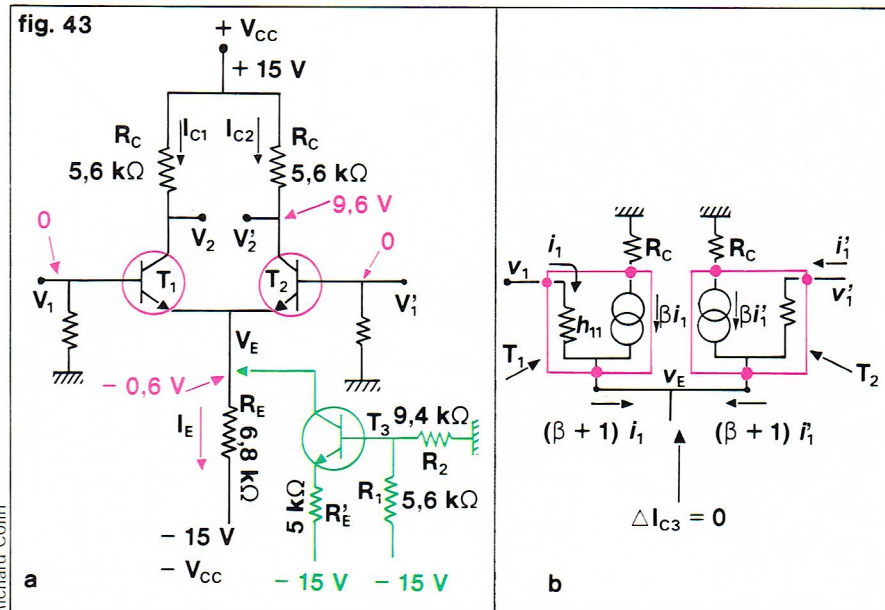 fig. 43
+ VCC
+ 15 V
IC1
IC2
RC
5,6 kΩ
RC
5,6 kΩ
9,6 V
0
V2
V'2
0
T1
T2
V1
V'1
VE
- 0,6 V
IE
RE
6,8 kΩ
T3
9,4 kΩ
R2
5 kΩ
R'E
R1
5,6 kΩ
- 15 V
- VCC
- 15 V
- 15 V
a
Richard Colin
RC
RC
i1
i'1
v1
v'1
h11
βi1
βi'1
T1
T2
vE
(β + 1) i1
(β + 1) i'1
△IC3 = 0
b